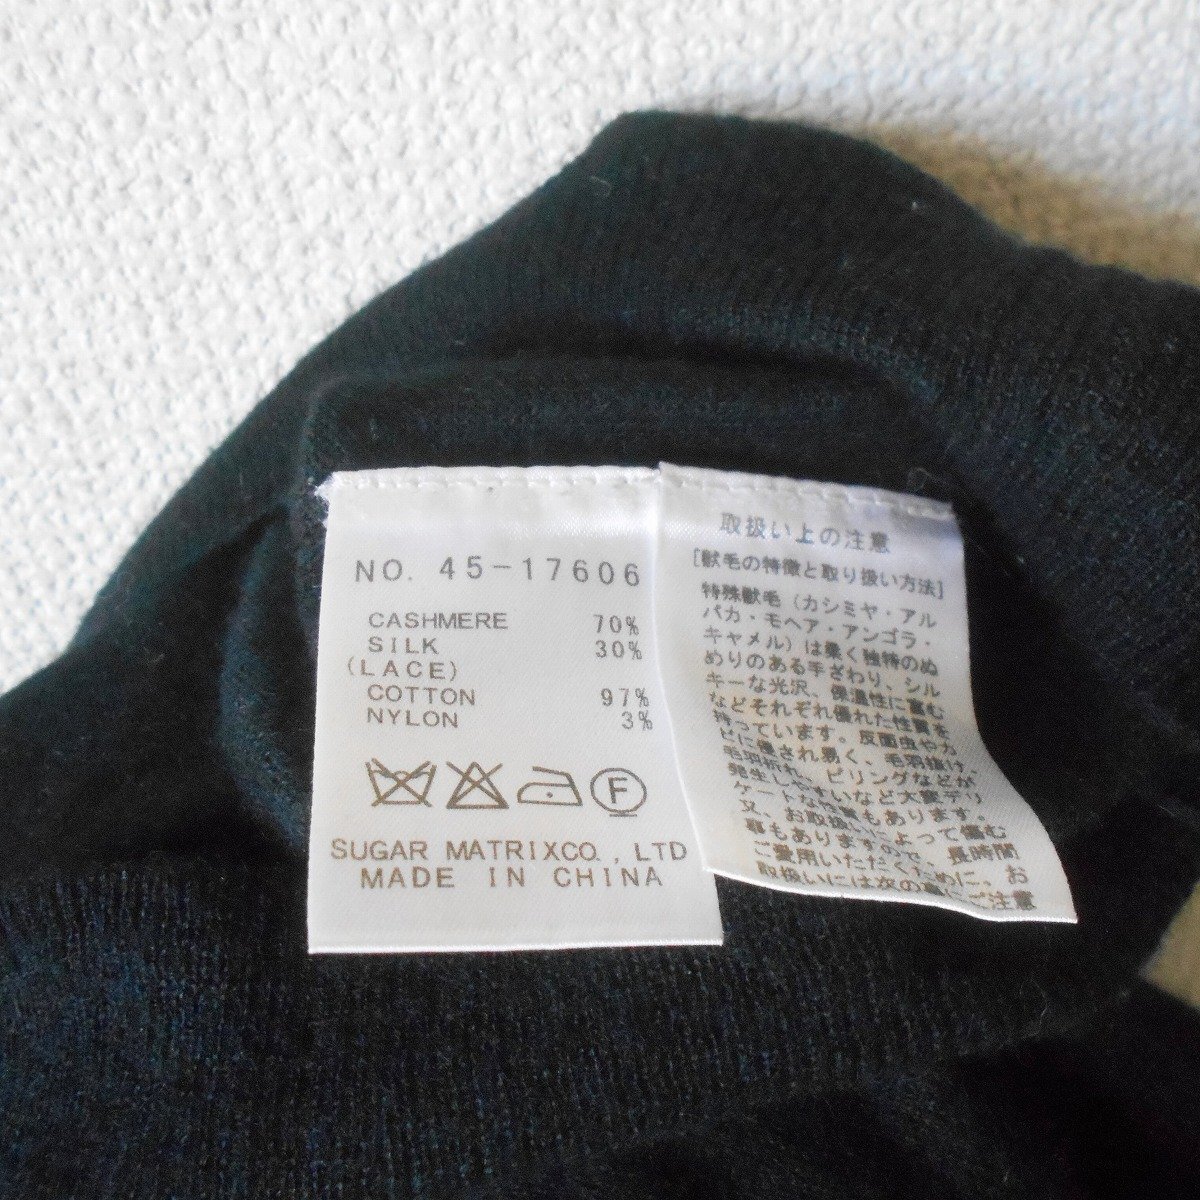 NO. 45-17606
CASHMERE 70%
SILK 30%
(LACE)
COTTON 97%
NYLON 3%
F
SUGAR MATRIXCO., LTD
MADE IN CHINA
取扱い上の注意
[獣毛の特徴と取り扱い方法]
特殊獣毛（カシミヤ・アル
パカ・モヘア・アンゴラ・
キャメル）は柔く独特のぬ
めりのある手ざわり、シル
キーな光沢、保温性に富む
などそれぞれ優れた性質を
持っています。反面虫やカ
ビに侵され易く、毛羽抜け、
毛羽折れ、ピリングなどが
発生しやすいなど大変デリ
ケートな性質もあります。
又、お取扱いによって傷む
事もありますので、長時間
ご愛用いただくために、お
取扱いには次の事にご注意